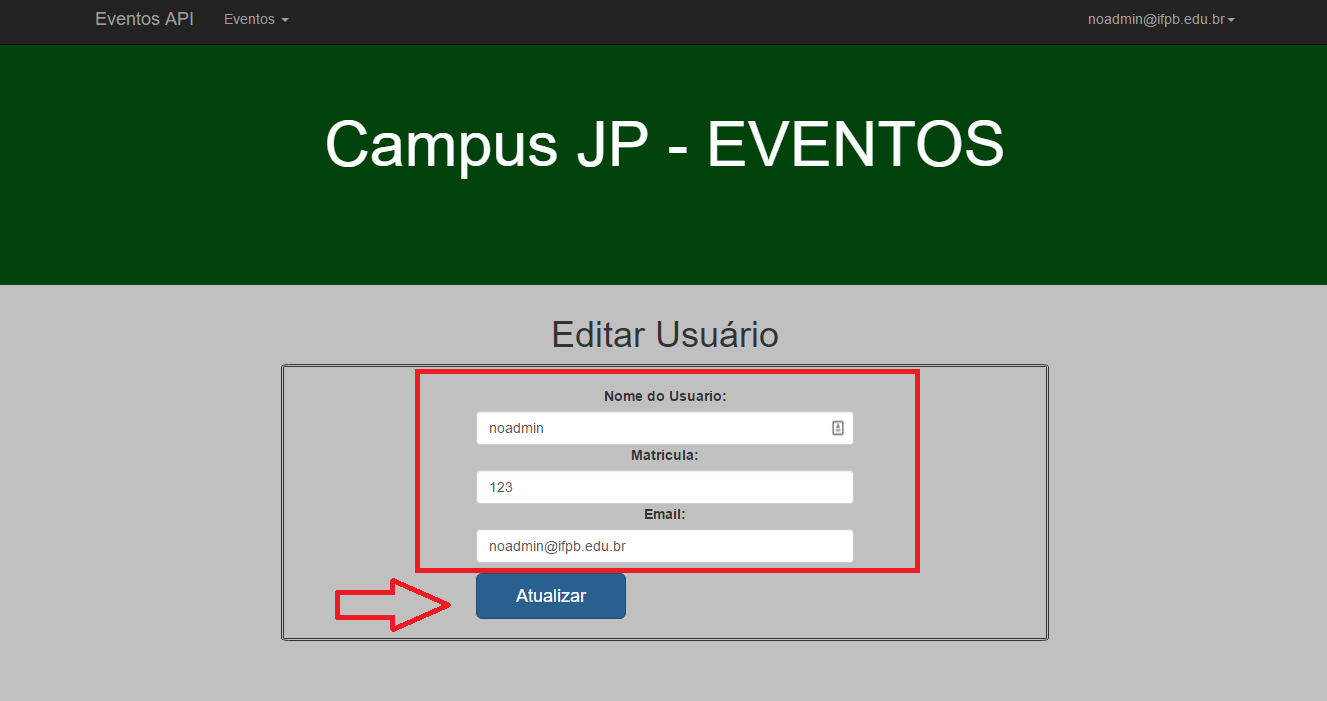 Eventos API Eventos noadmin@ifpb.edu.br
Campus JP - EVENTOS
Editar Usuário
Nome do Usuario:
noadmin
Matricula:
123
Email:
noadmin@ifpb.edu.br
Atualizar